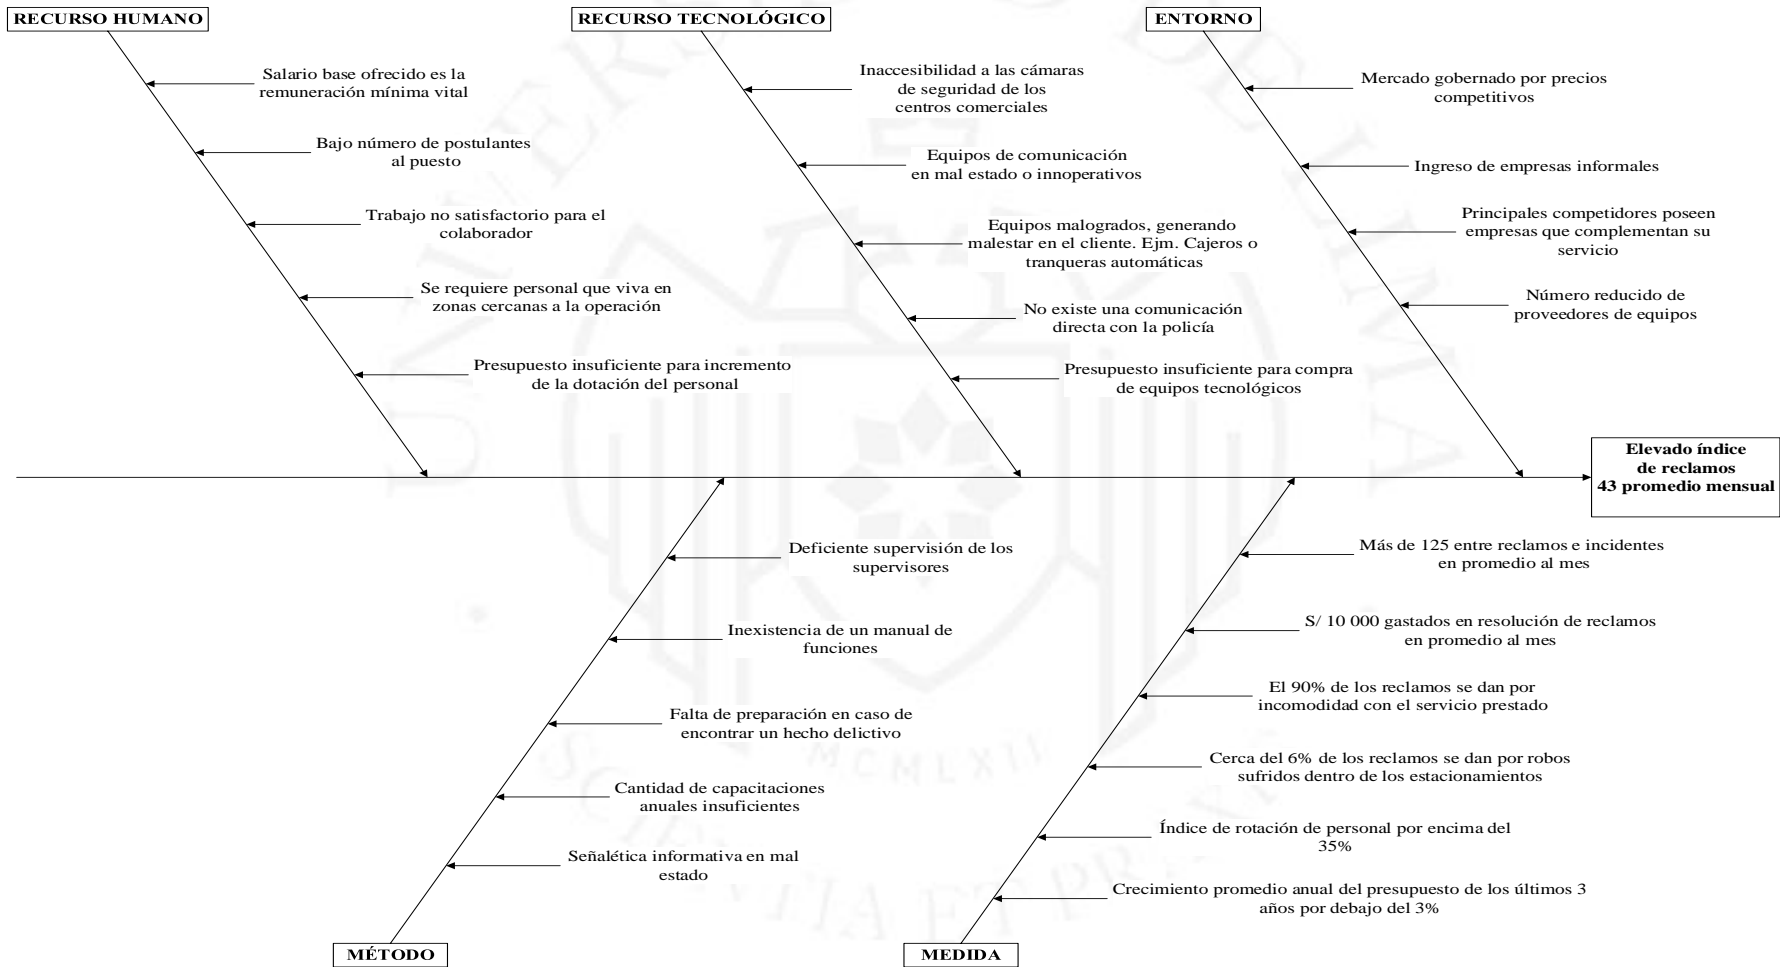 RECURSO HUMANO
Salario base ofrecido es la
remuneración mínima vital
Bajo número de postulantes
al puesto
Trabajo no satisfactorio para el
colaborador
Se requiere personal que viva en
zonas cercanas a la operación
Presupuesto insuficiente para incremento
de la dotación del personal
RECURSO TECNOLÓGICO
Inaccesibilidad a las cámaras
de seguridad de los
centros comerciales
Equipos de comunicación
en mal estado o innoperativos
Equipos malogrados, generando
malestar en el cliente. Ejm. Cajeros o
tranqueras automáticas
No existe una comunicación
directa con la policía
Presupuesto insuficiente para compra
de equipos tecnológicos
ENTORNO
Mercado gobernado por precios
competitivos
Ingreso de empresas informales
Principales competidores poseen
empresas que complementan su
servicio
Número reducido de
proveedores de equipos
Elevado índice
de reclamos
43 promedio mensual
Deficiente supervisión de los
supervisores
Inexistencia de un manual de
funciones
Falta de preparación en caso de
encontrar un hecho delictivo
Cantidad de capacitaciones
anuales insuficientes
Señalética informativa en mal
estado
MÉTODO
Más de 125 entre reclamos e incidentes
en promedio al mes
S/ 10 000 gastados en resolución de reclamos
en promedio al mes
El 90% de los reclamos se dan por
incomodidad con el servicio prestado
Cerca del 6% de los reclamos se dan por robos
sufridos dentro de los estacionamientos
Índice de rotación de personal por encima del
35%
Crecimiento promedio anual del presupuesto de los últimos 3
años por debajo del 3%
MEDIDA
UNIVERSIDAD DE LIMA
MCMLXII